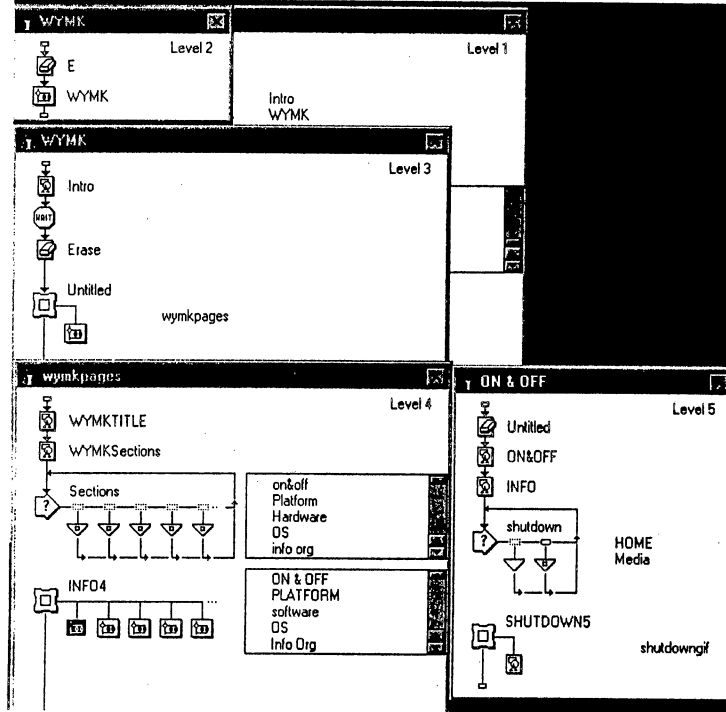 WYMK
Level 2
E
WYMK
Level 1
Intro
WYMK
WYMK
Level 3
Intro
WAIT
Erase
Untitled
wymkpages
wymkpages
Level 4
WYMKTITLE
WYMKSections
Sections
?
on&off
Platform
Hardware
OS
info org
INFO4
ON & OFF
PLATFORM
software
OS
Info Org
ON & OFF
Level 5
Untitled
ON&OFF
INFO
shutdown
?
HOME
Media
SHUTDOWN5
shutdowngif